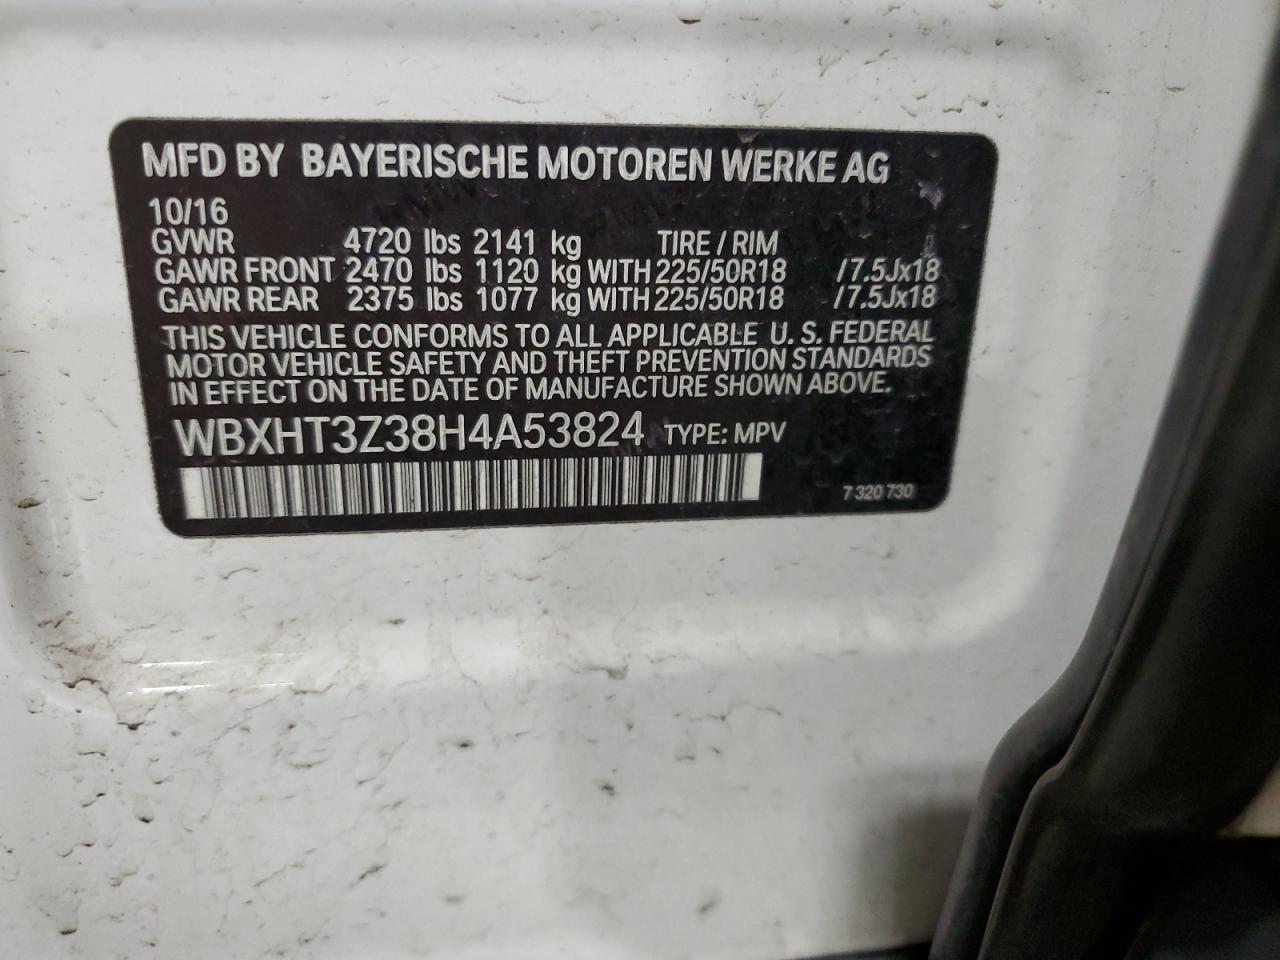 MFD BY BAYERISCHE MOTOREN WERKE AG
10/16
GVWR 4720 lbs 2141 kg TIRE / RIM
GAWR FRONT 2470 lbs 1120 kg WITH 225/50R18 /7.5Jx18
GAWR REAR 2375 lbs 1077 kg WITH 225/50R18 /7.5Jx18
THIS VEHICLE CONFORMS TO ALL APPLICABLE U. S. FEDERAL
MOTOR VEHICLE SAFETY AND THEFT PREVENTION STANDARDS
IN EFFECT ON THE DATE OF MANUFACTURE SHOWN ABOVE.
WBXHT3Z38H4A53824 TYPE: MPV
7 320 730